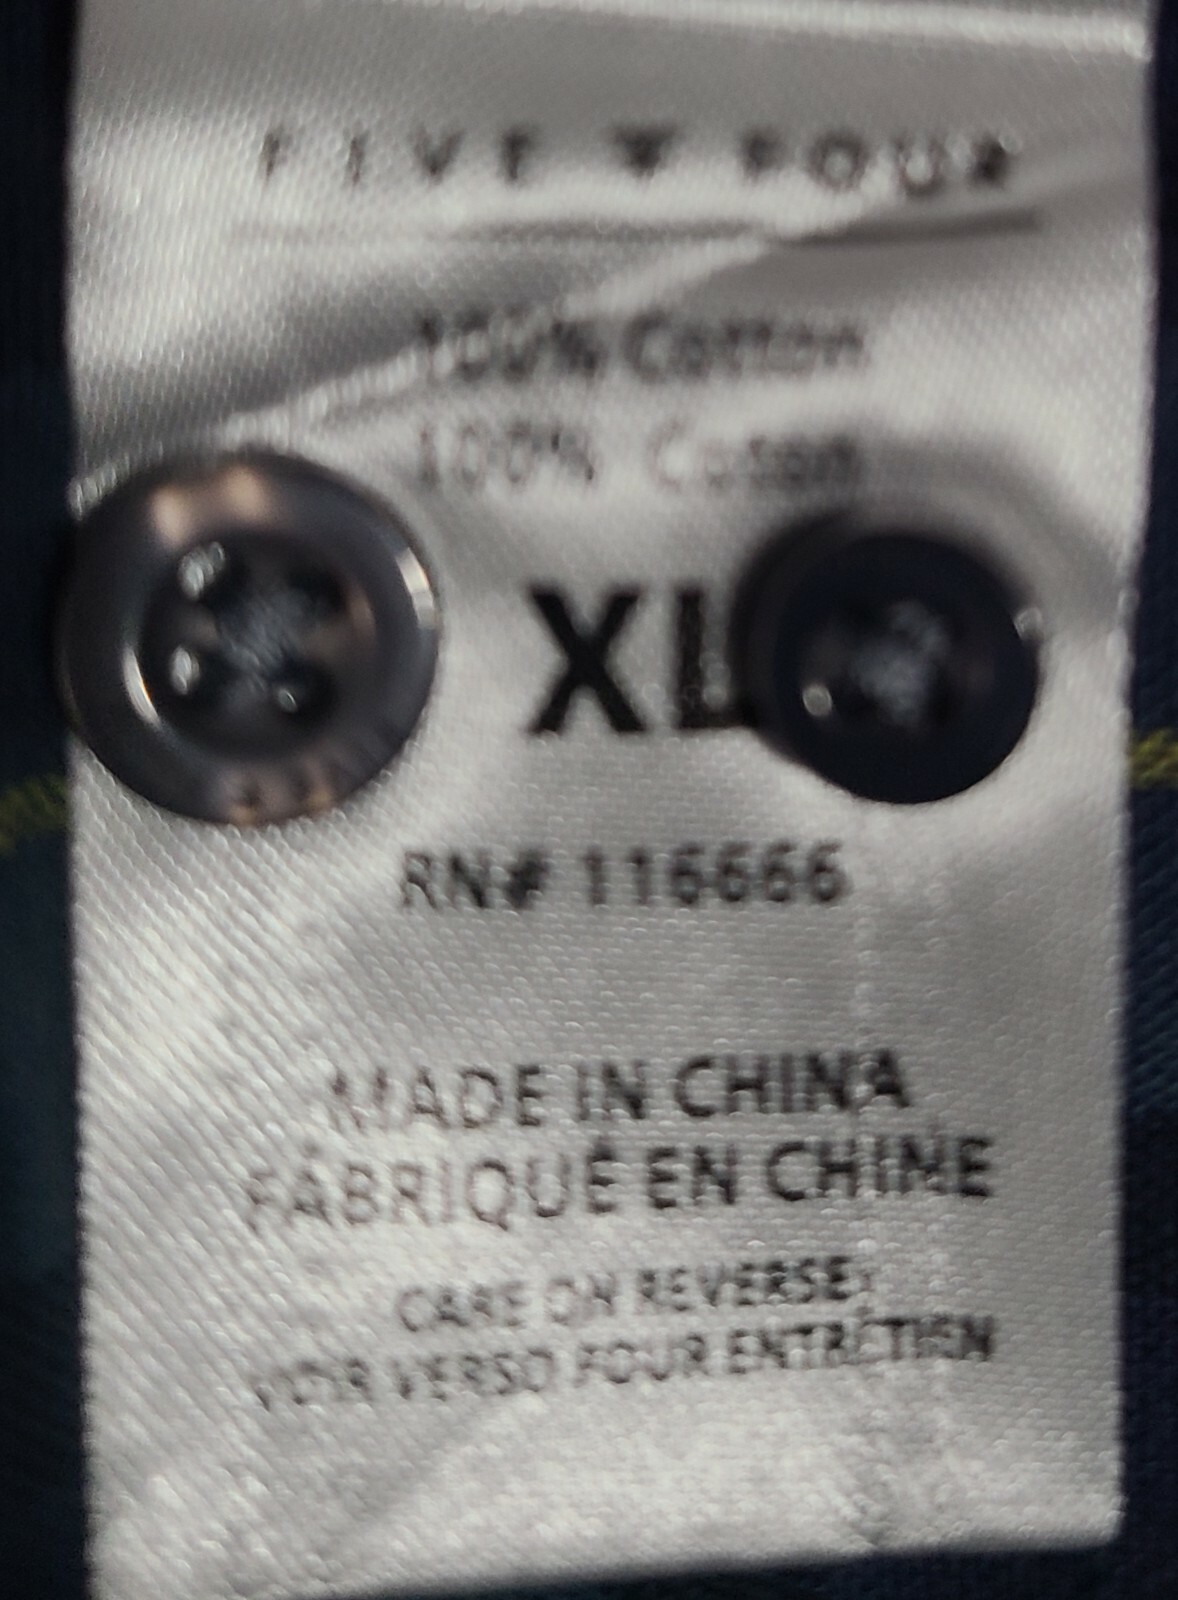 FIVE ▼ FOUR
100% Cotton
100% Coton
XL
RN# 116666
MADE IN CHINA
FABRIQUÉ EN CHINE
CARE ON REVERSE/
VOIR VERSO POUR ENTRÉTIEN